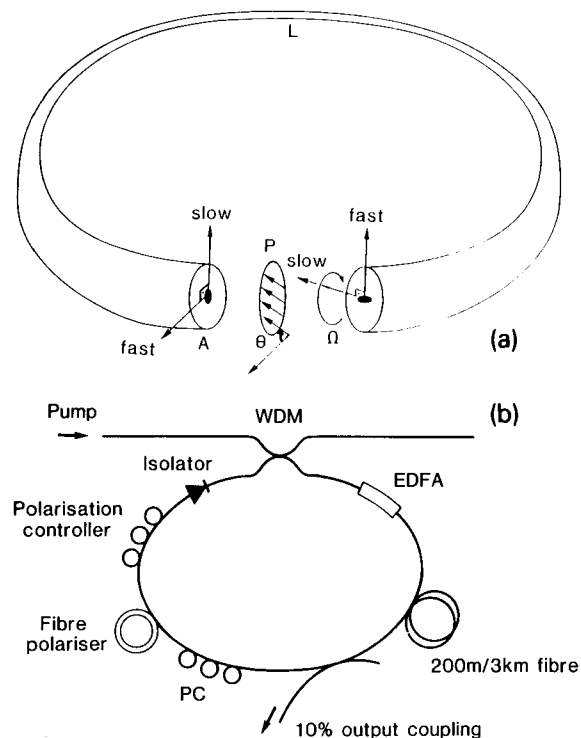 L
slow
P
fast
slow
fast
A
θ
Ω
(a)
Pump
WDM
(b)
Isolator
EDFA
Polarisation
controller
Fibre
polariser
PC
200m/3km fibre
10% output coupling